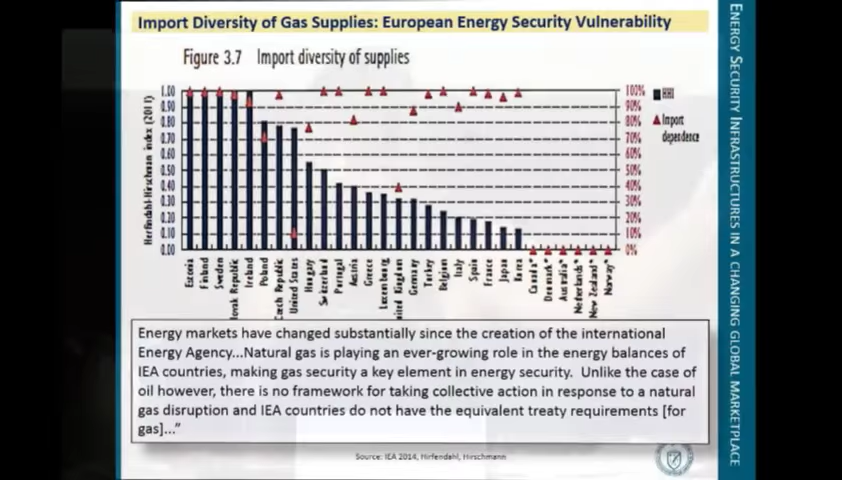 Import Diversity of Gas Supplies: European Energy Security Vulnerability
ENERGY SECURITY INFRASTRUCTURES IN A CHANGING GLOBAL MARKETPLACE
Figure 3.7 Import diversity of supplies
Herfindahl-Hirschman index (2011)
1.00
0.90
0.80
0.70
0.60
0.50
0.40
0.30
0.20
0.10
0.00
100%
90%
80%
70%
60%
50%
40%
30%
20%
10%
0%
HHI
Import
dependence
Estonia
Finland
Sweden
lovak Republic
Ireland
Poland
Czech Republic
United States
Hungary
Switzerland
Portugal
Austria
Greece
Luxembourg
nited Kingdom
Germany
Turkey
Belgium
Italy
Spain
France
Japan
Korea
Canada*
Denmark*
Australia*
Netherlands*
New Zealand*
Norway*
Energy markets have changed substantially since the creation of the international
Energy Agency...Natural gas is playing an ever-growing role in the energy balances of
IEA countries, making gas security a key element in energy security. Unlike the case of
oil however, there is no framework for taking collective action in response to a natural
gas disruption and IEA countries do not have the equivalent treaty requirements [for
gas]..."
Source: IEA 2014, Hirfendahl, Hirschmann